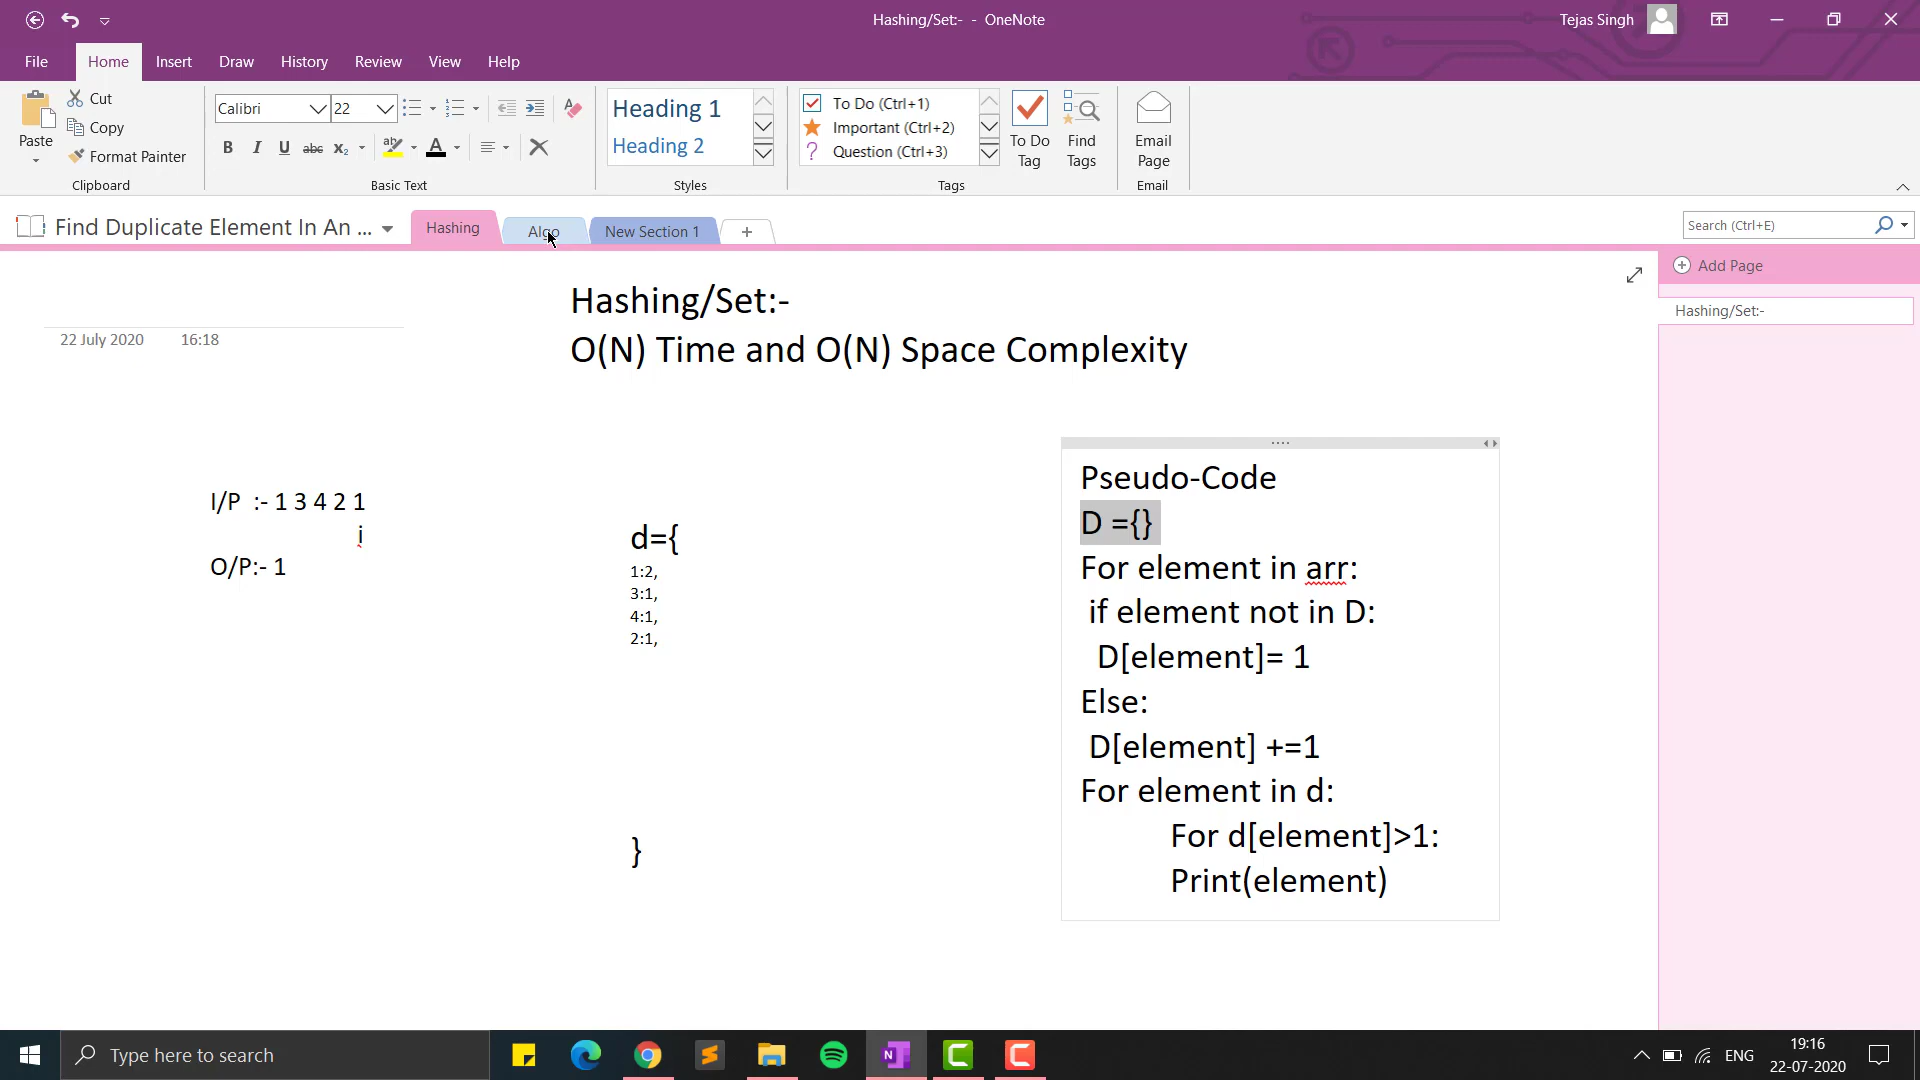 Hashing/Set:- - OneNote
Tejas Singh
File Home Insert Draw History Review View Help
Paste
Cut
Copy
Format Painter
Clipboard
Calibri 22
B I U abc x₂ A
Basic Text
Heading 1
Heading 2
Styles
To Do (Ctrl+1)
Important (Ctrl+2)
Question (Ctrl+3)
Tags
To Do
Tag
Find
Tags
Email
Page
Email
Find Duplicate Element In An ...
Hashing
Algo
New Section 1
Search (Ctrl+E)
Add Page
Hashing/Set:-
22 July 2020 16:18
Hashing/Set:-
O(N) Time and O(N) Space Complexity
I/P :- 1 3 4 2 1
i
O/P:- 1
d={
1:2,
3:1,
4:1,
2:1,
}
Pseudo-Code
D ={}
For element in arr:
if element not in D:
D[element]= 1
Else:
D[element] +=1
For element in d:
For d[element]>1:
Print(element)
Type here to search
ENG
19:16
22-07-2020